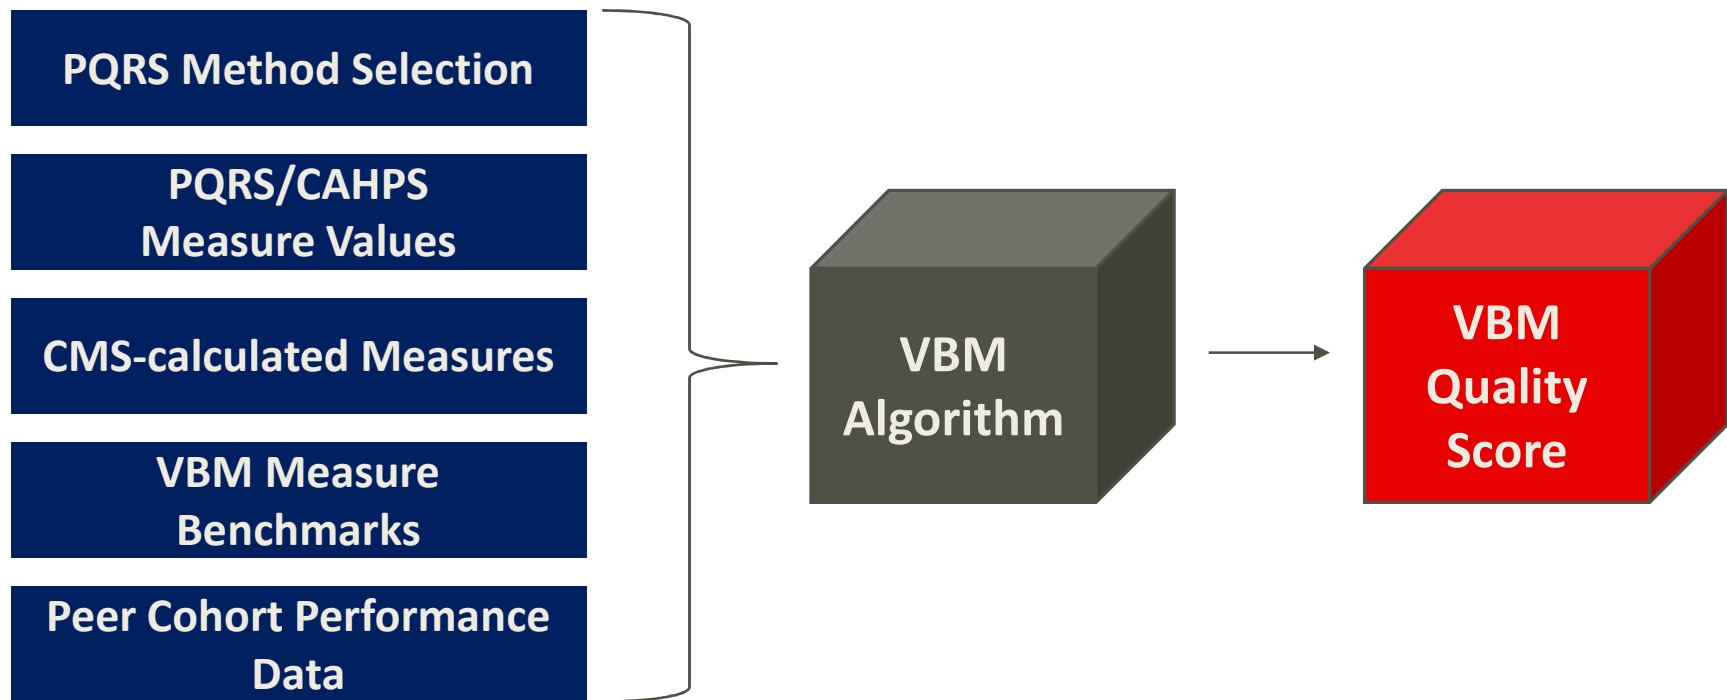 PQRS Method Selection
PQRS/CAHPS
Measure Values
CMS-calculated Measures
VBM Measure
Benchmarks
Peer Cohort Performance
Data
VBM
Algorithm
VBM
Quality
Score